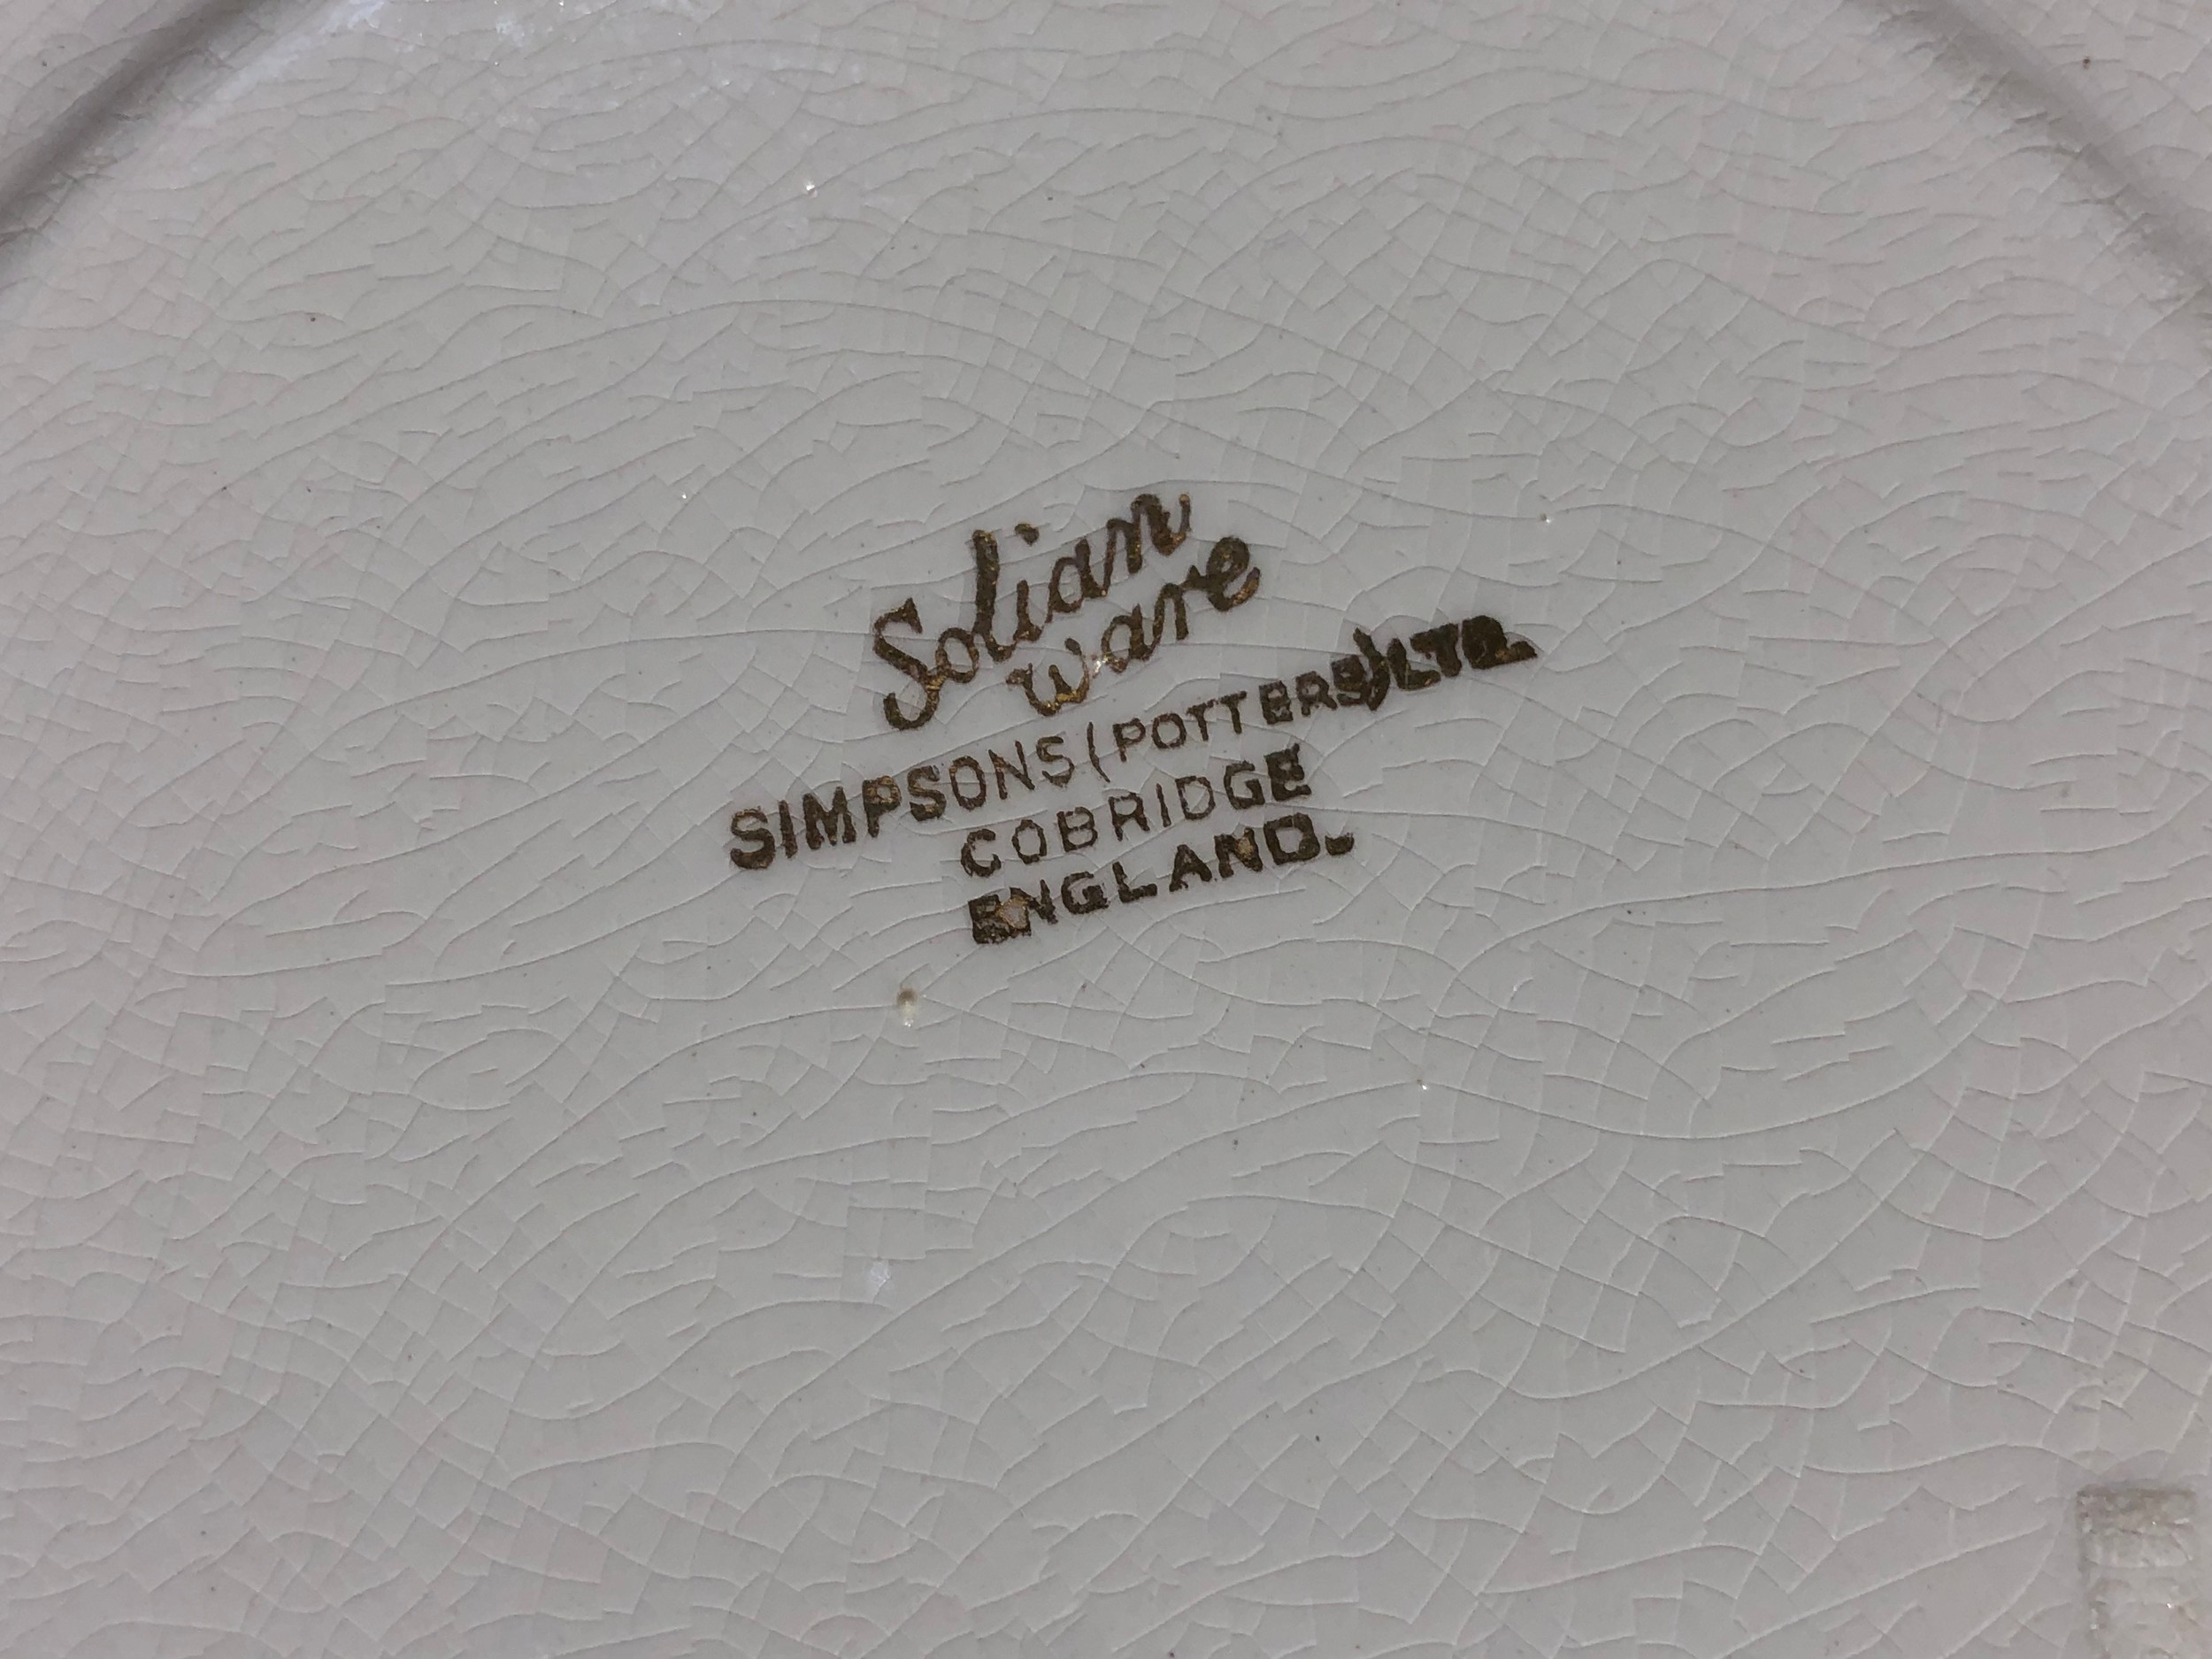 Solian
ware
SIMPSONS (POTTERS) LTD.
COBRIDGE
ENGLAND.